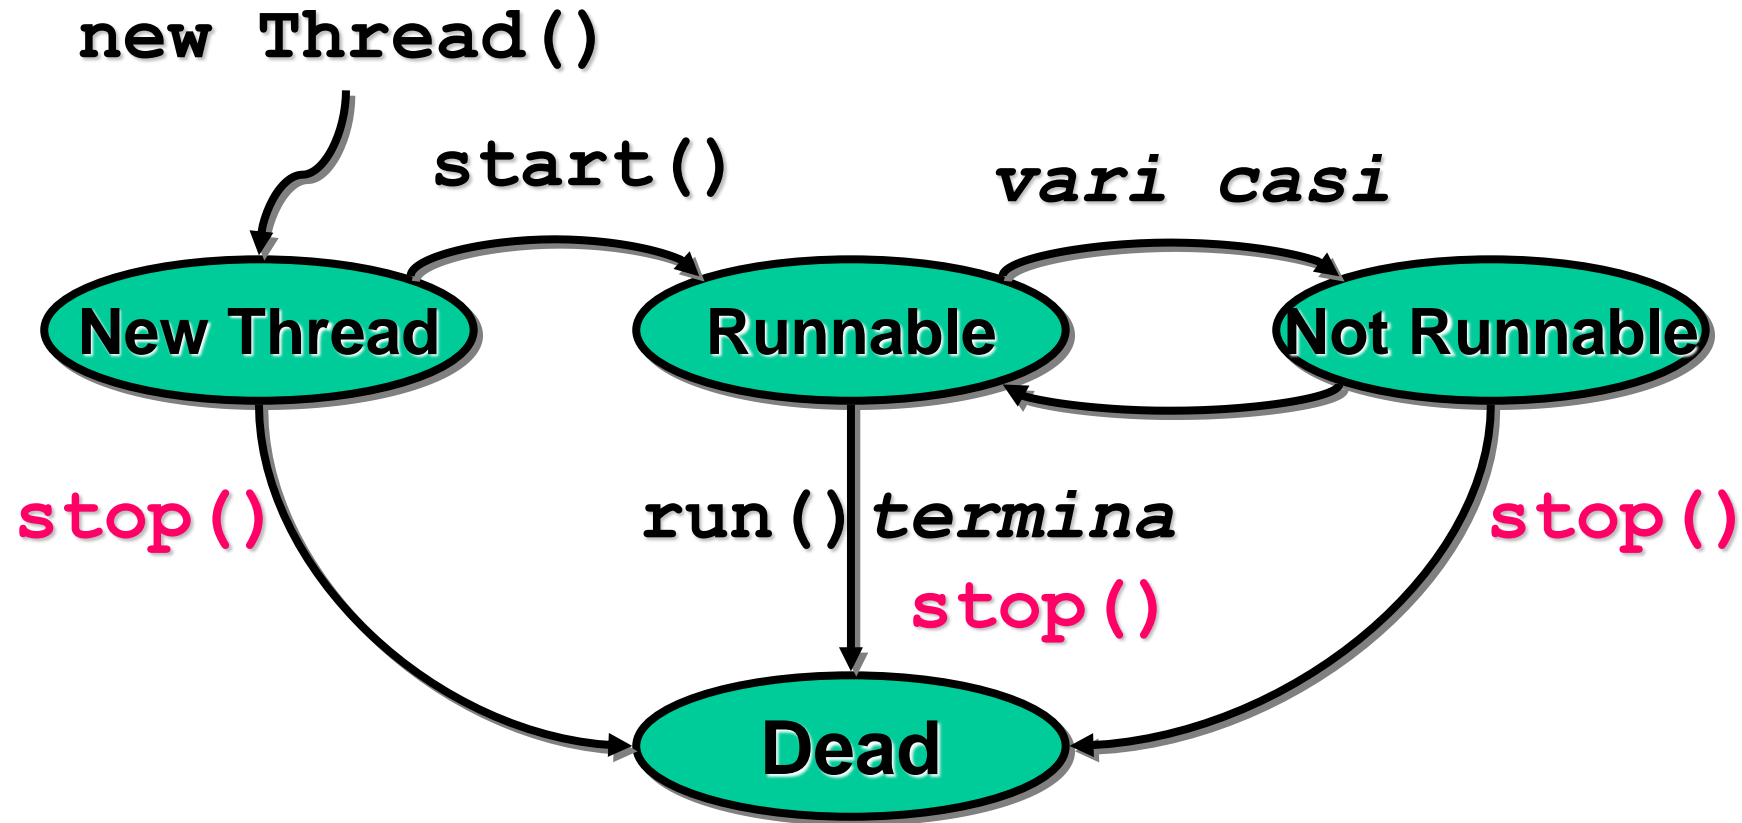 new Thread()
start()
vari casi
New Thread
Runnable
Not Runnable
stop()
run() termina
stop()
stop()
Dead